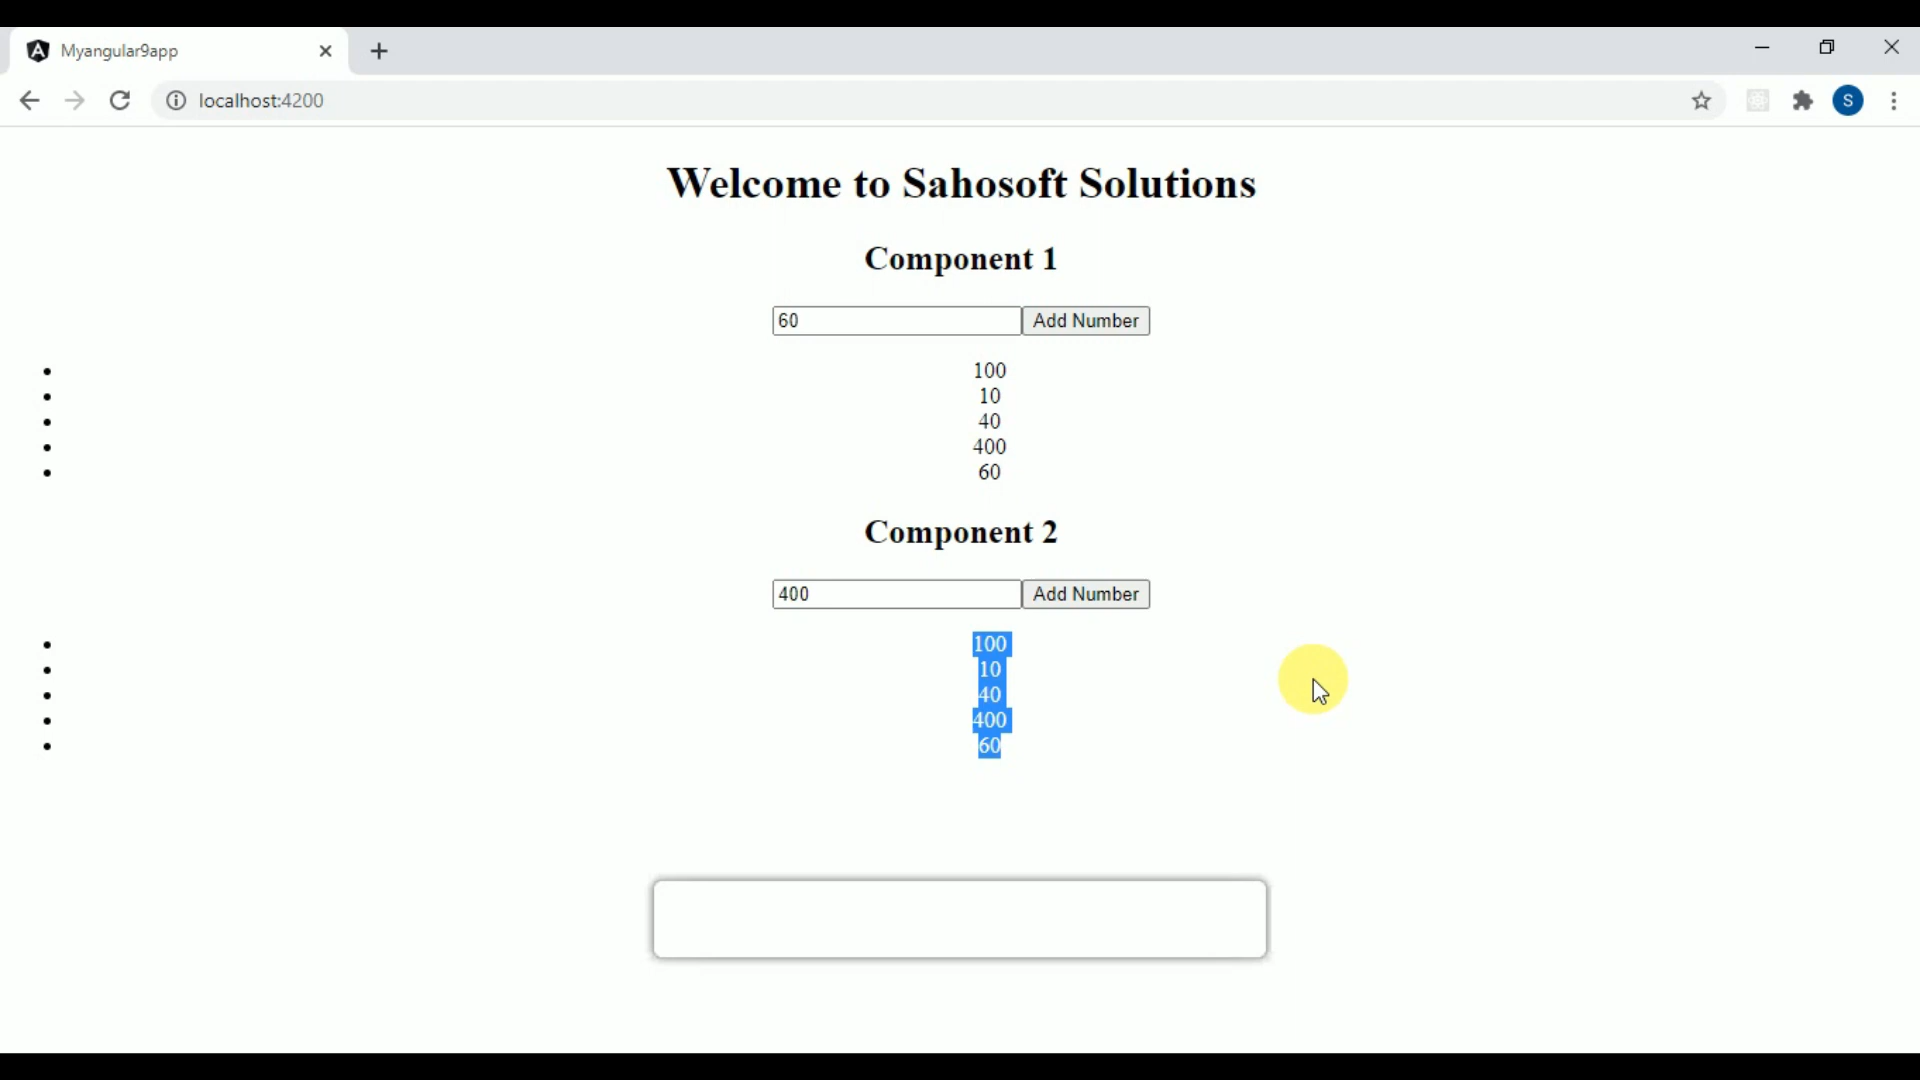 Myangular9app
localhost:4200
S
Welcome to Sahosoft Solutions
Component 1
60 Add Number
100
10
40
400
60
Component 2
400 Add Number
100
10
40
400
60